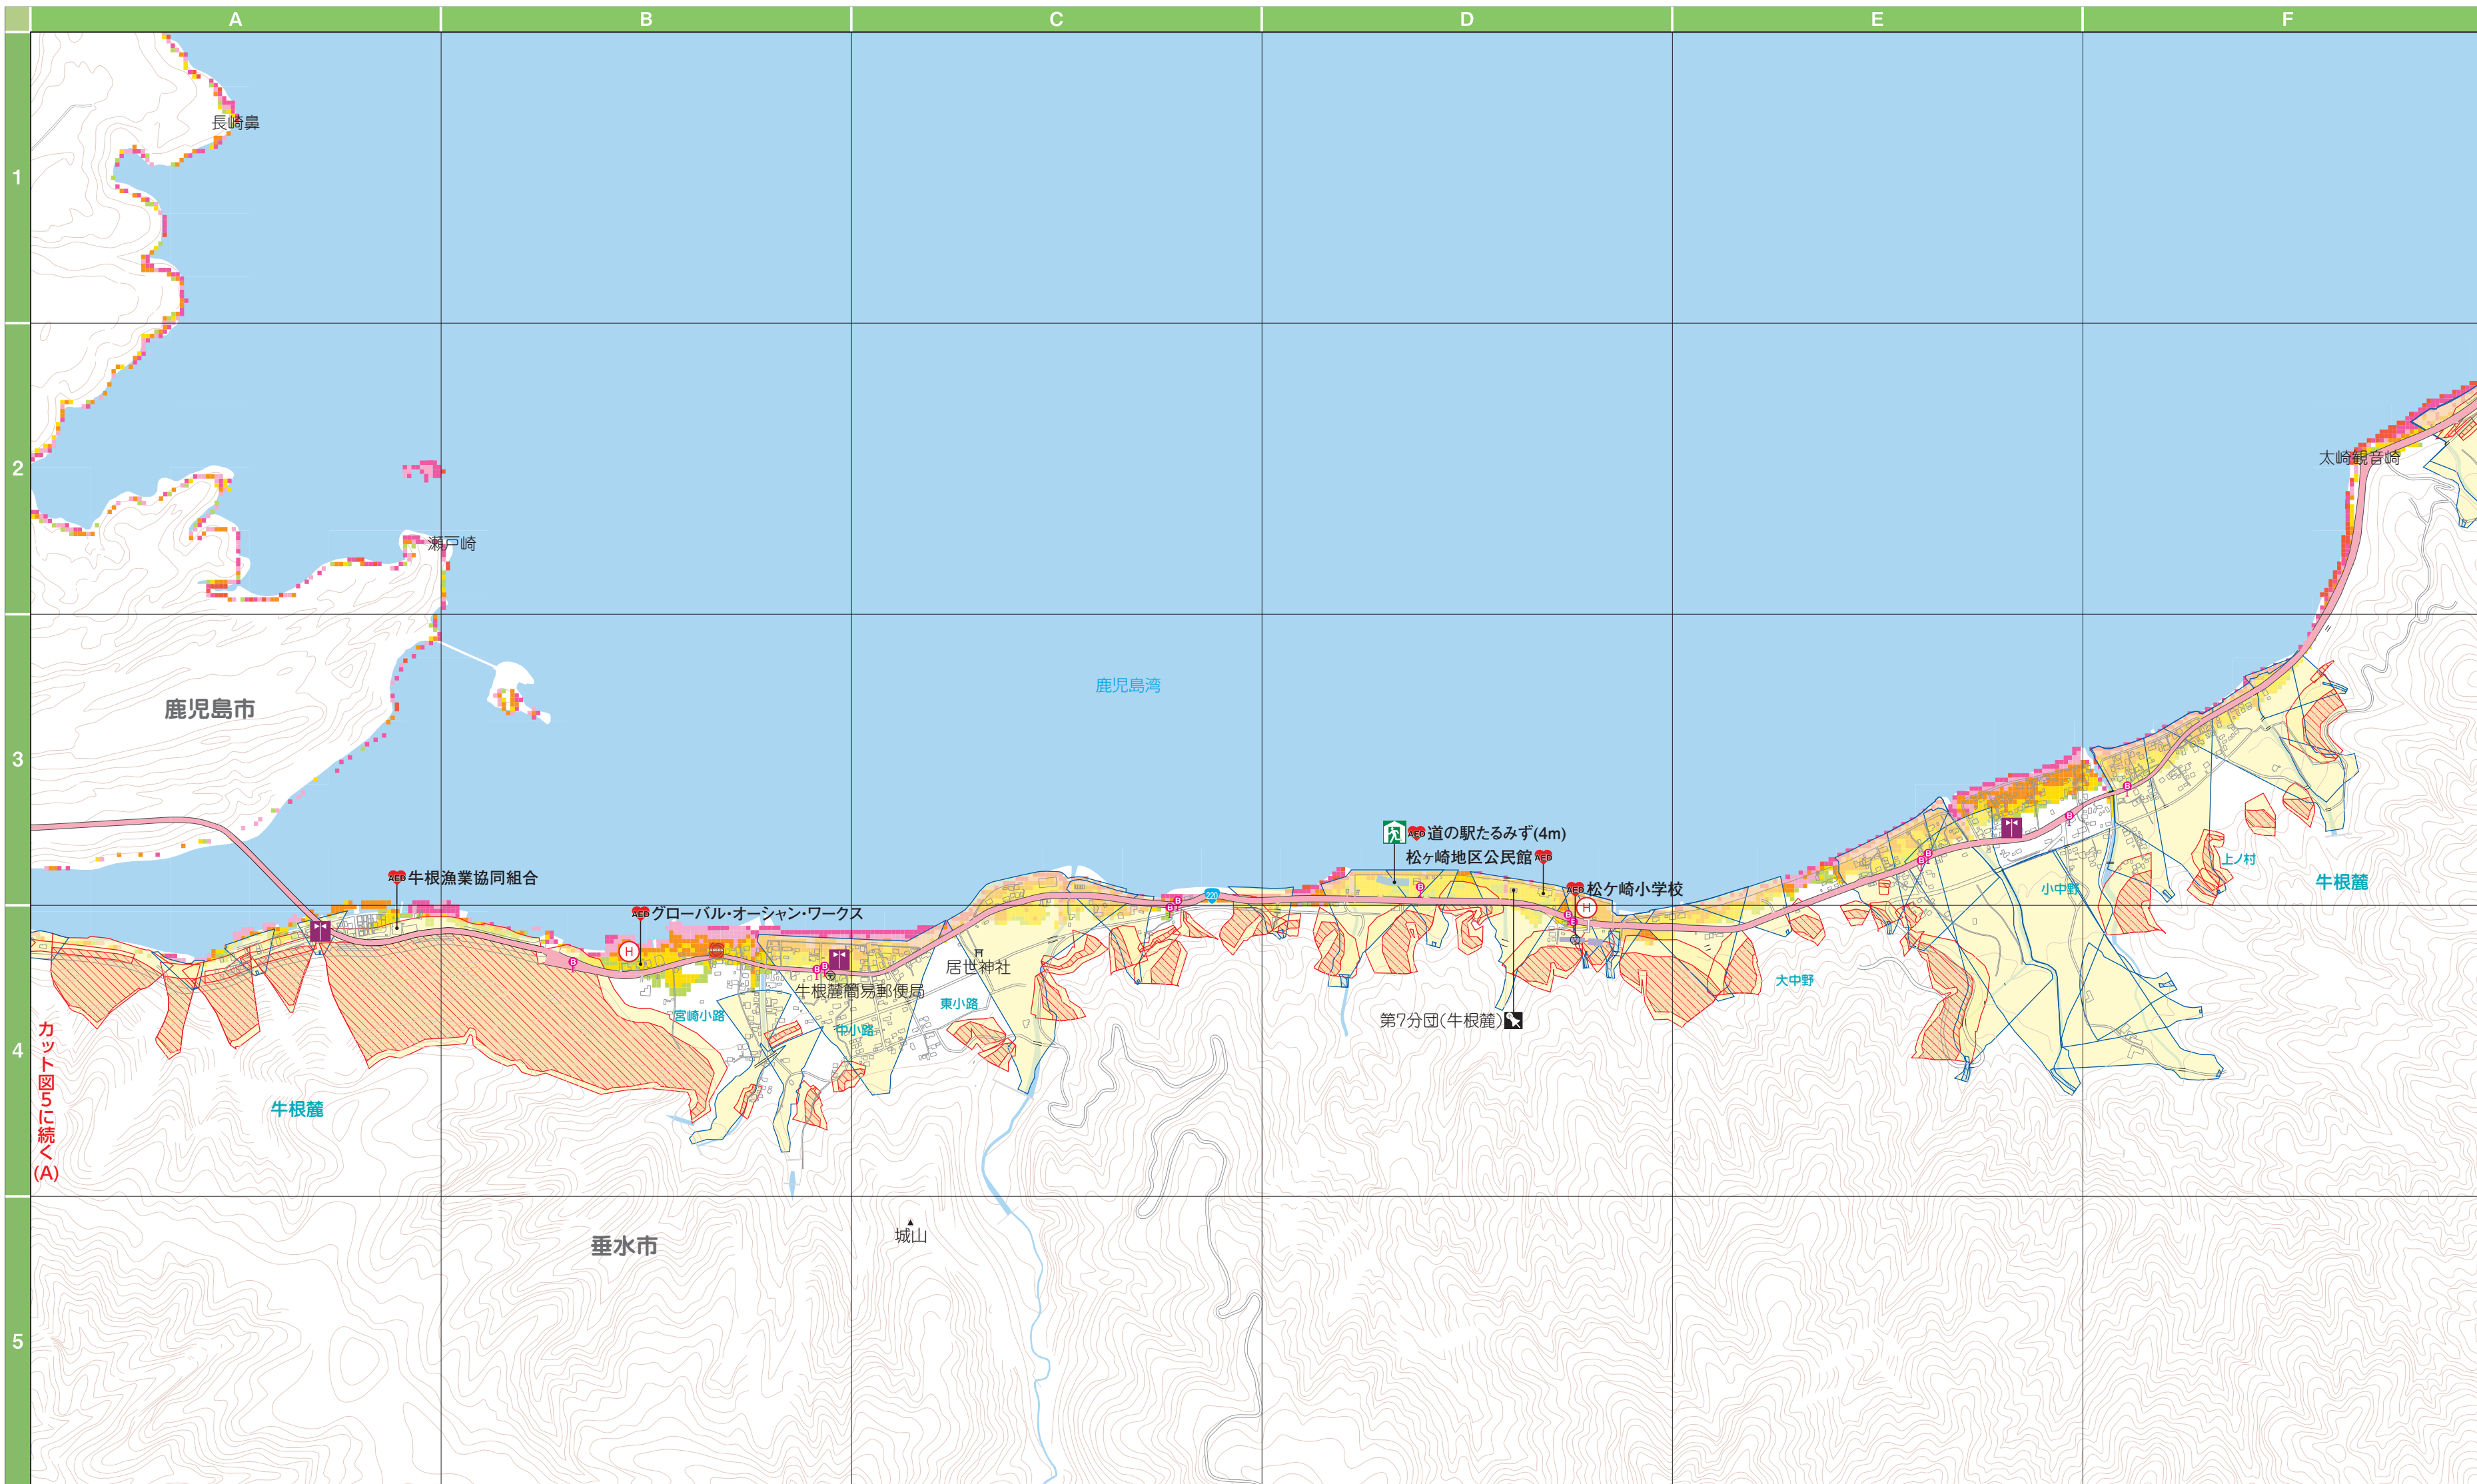 A B C D E F
1
長崎鼻
2
太崎観音崎
瀬戸崎
3
鹿児島湾
鹿児島市
AED 道の駅たるみず(4m)
松ヶ崎地区公民館 AED
上ノ村
牛根麓
AED 牛根漁業協同組合
AED 松ケ崎小学校
小中野
220
B
H
AED グローバル・オーシャン・ワークス
H
居世神社
牛根麓簡易郵便局
大中野
東小路
宮崎小路
中小路
第7分団(牛根麓)
4
カット図5に続く(A)
牛根麓
城山
垂水市
5